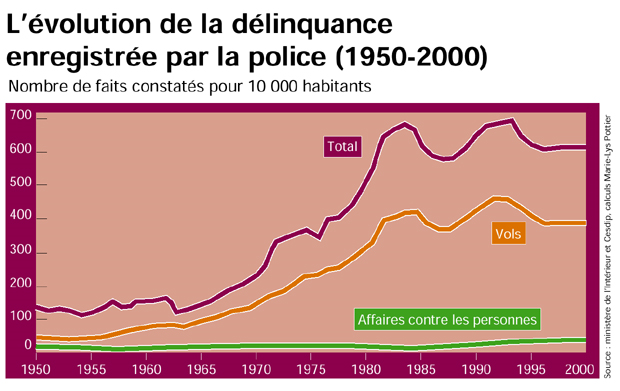 L'évolution de la délinquance
enregistrée par la police (1950-2000)
Nombre de faits constatés pour 10 000 habitants
700
600
500
400
300
200
100
0
Total
Vols
Affaires contre les personnes
1950 1955 1960 1965 1970 1975 1980 1985 1990 1995 2000
Source : ministère de l'Intérieur et Cesdip, calculs Marie-Lys Pottier